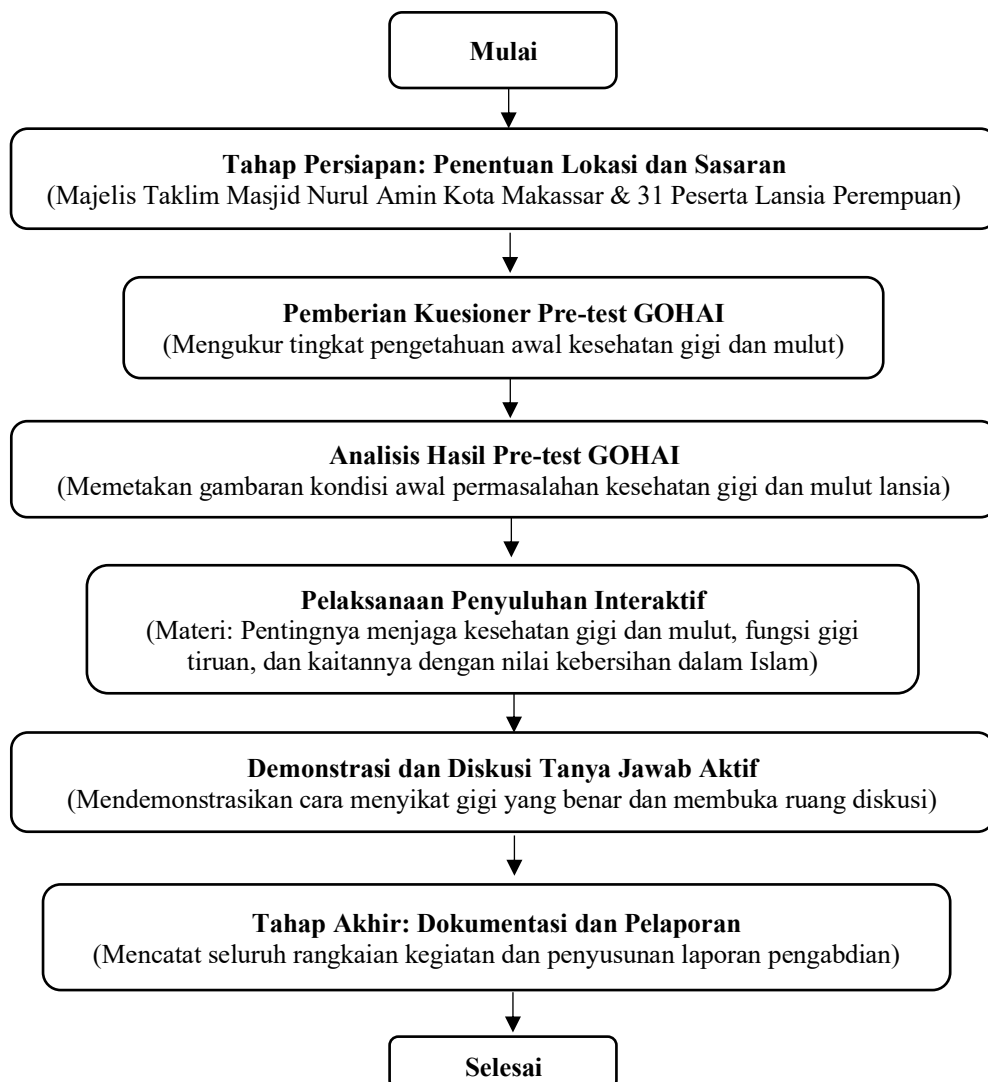 Mulai
Tahap Persiapan: Penentuan Lokasi dan Sasaran
(Majelis Taklim Masjid Nurul Amin Kota Makassar & 31 Peserta Lansia Perempuan)
Pemberian Kuesioner Pre-test GOHAI
(Mengukur tingkat pengetahuan awal kesehatan gigi dan mulut)
Analisis Hasil Pre-test GOHAI
(Memetakan gambaran kondisi awal permasalahan kesehatan gigi dan mulut lansia)
Pelaksanaan Penyuluhan Interaktif
(Materi: Pentingnya menjaga kesehatan gigi dan mulut, fungsi gigi
tiruan, dan kaitannya dengan nilai kebersihan dalam Islam)
Demonstrasi dan Diskusi Tanya Jawab Aktif
(Mendemonstrasikan cara menyikat gigi yang benar dan membuka ruang diskusi)
Tahap Akhir: Dokumentasi dan Pelaporan
(Mencatat seluruh rangkaian kegiatan dan penyusunan laporan pengabdian)
Selesai